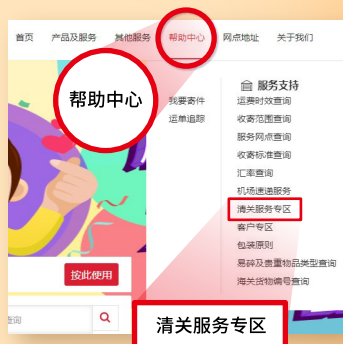 首页 产品及服务 其他服务 帮助中心 网点地址 关于我们
帮助中心
我要寄件
运单追踪
服务支持
运费时效查询
收寄范围查询
服务网点查询
收寄标准查询
汇率查询
机场速递服务
清关服务专区
客户专区
包装原则
易碎及贵重物品类型查询
海关货物编号查询
按此使用
查询
清关服务专区